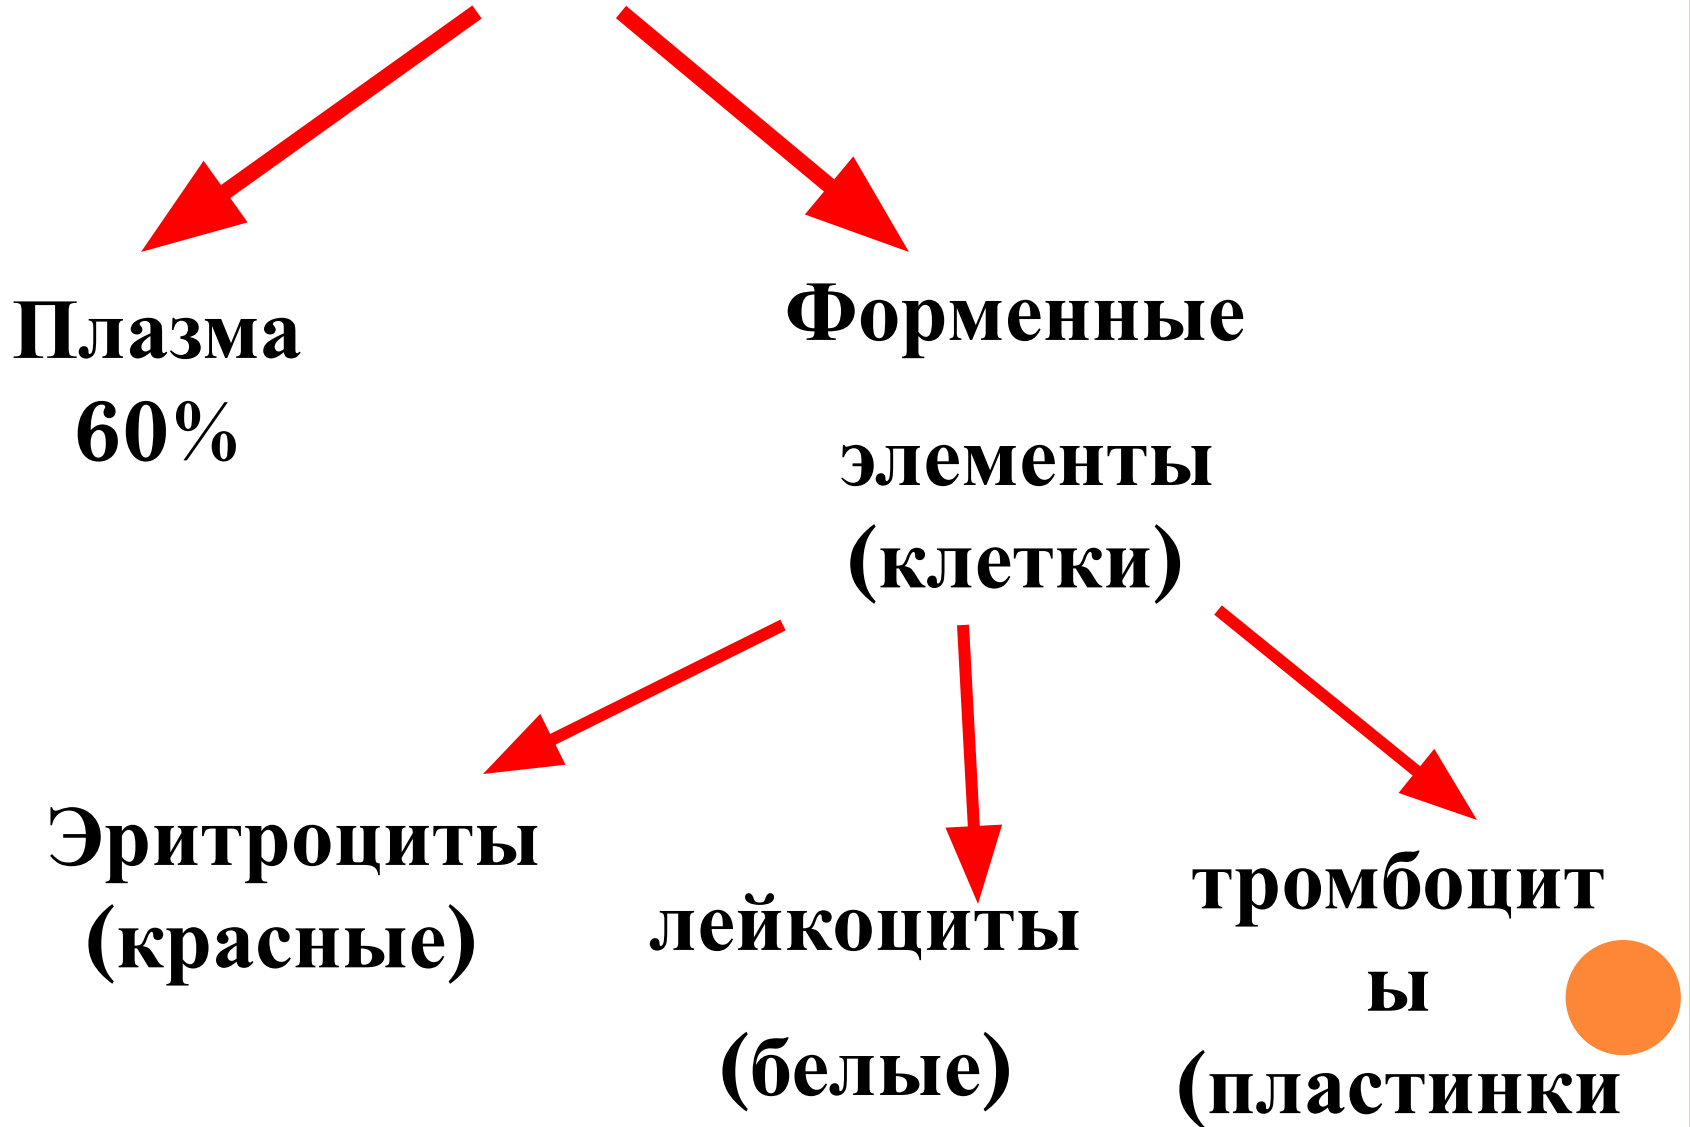 Плазма
60%
Форменные
элементы
(клетки)
Эритроциты
(красные)
лейкоциты
(белые)
тромбоцит
ы
(пластинки